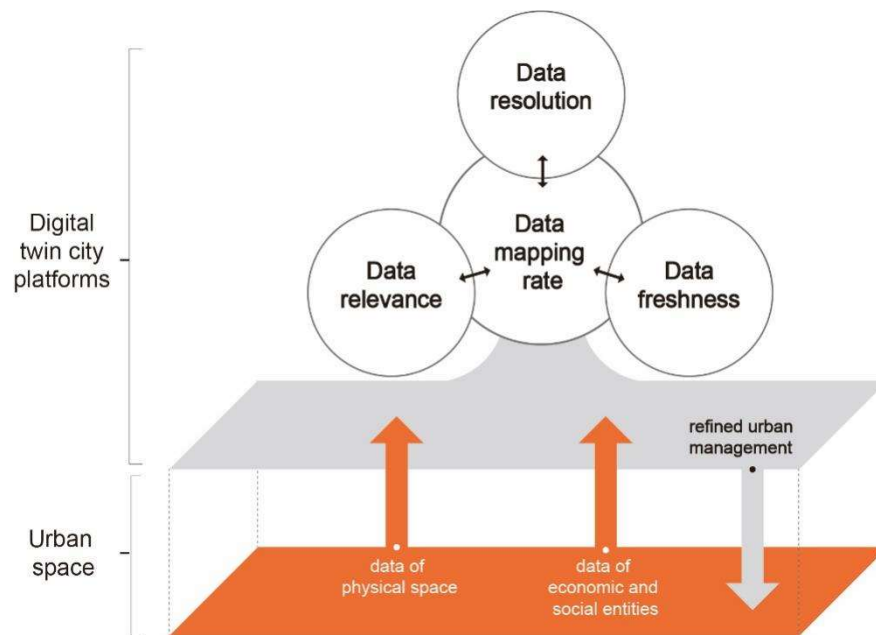 Data
resolution
Data
mapping
rate
Data
relevance
Data
freshness
Digital
twin city
platforms
refined urban
management
Urban
space
data of
physical space
data of
economic and
social entities